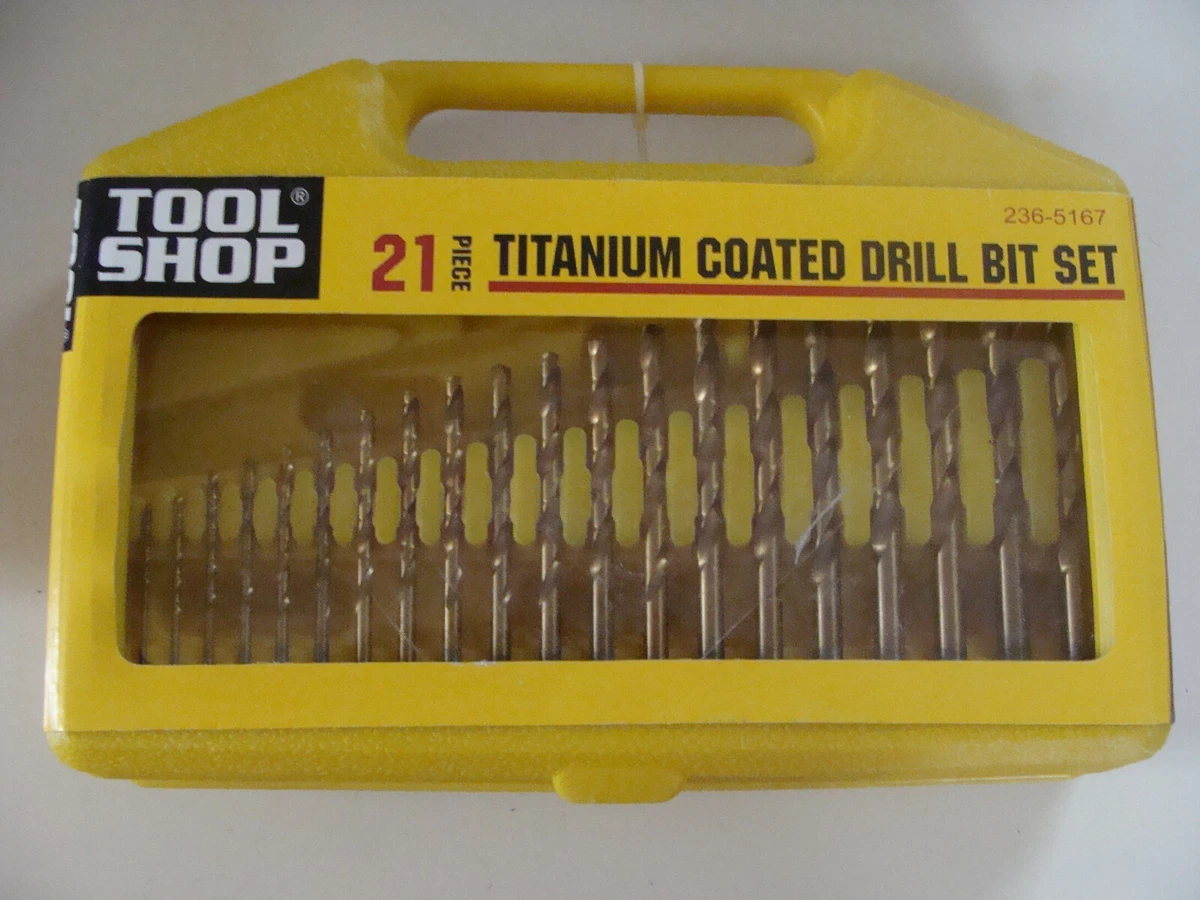 TOOL®
SHOP
236-5167
21 PIECE TITANIUM COATED DRILL BIT SET